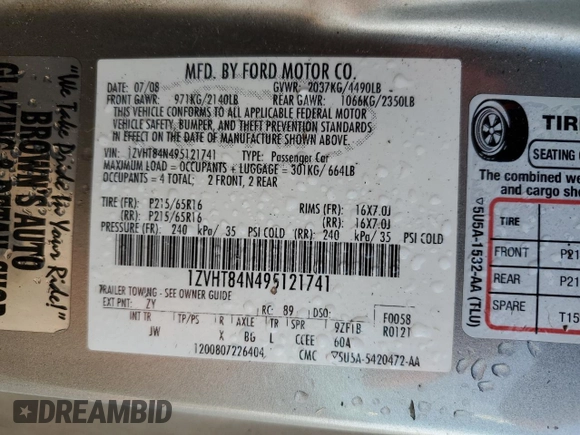 MFD. BY FORD MOTOR CO.
DATE: 07/08 GVWR: 2037KG/4490LB
FRONT GAWR: 971KG/2140LB REAR GAWR: 1066KG/2350LB
THIS VEHICLE CONFORMS TO ALL APPLICABLE FEDERAL MOTOR
VEHICLE SAFETY, BUMPER, AND THEFT PREVENTION STANDARDS
IN EFFECT ON THE DATE OF MANUFACTURE SHOWN ABOVE.
VIN: 1ZVHT84N495121741 TYPE: Passenger Car
MAXIMUM LOAD = OCCUPANTS + LUGGAGE = 301KG/664LB
OCCUPANTS = 4 TOTAL: 2 FRONT, 2 REAR
TIRE (FR): P215/65R16 RIMS (FR): 16X7.0J
(RR): P215/65R16 (RR): 16X7.0J
PRESSURE (FR): 240 kPa/35 PSI COLD (RR): 240 kPa/35 PSI COLD
1ZVHT84N495121741
TRAILER TOWING - SEE OWNER GUIDE
EXT PNT: ZY RC: 89 DSO: F0058
INT TR TP/PS R AXLE TR SPR 9ZF1B R0121
JW X BG L CCEE 60A
1200807226404 CMC ▽5U5A-5420472-AA
"We Take Pride In Your Ride!"
BROWN'S AUTO
TIRE
SEATING
The combined we
and cargo sho
TIRE
FRONT P21
REAR P21
SPARE T15
▽5U5A-1532-AA (TLU)
DREAMBID